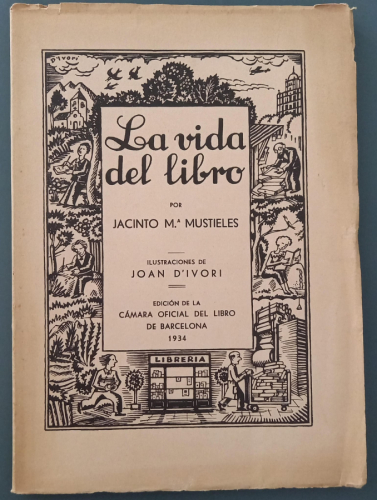 D'IVORI
La vida
del libro
POR
JACINTO M.ª MUSTIELES
ILUSTRACIONES DE
JOAN D'IVORI
EDICIÓN DE LA
CÁMARA OFICIAL DEL LIBRO
DE BARCELONA
1934
LIBRERIA